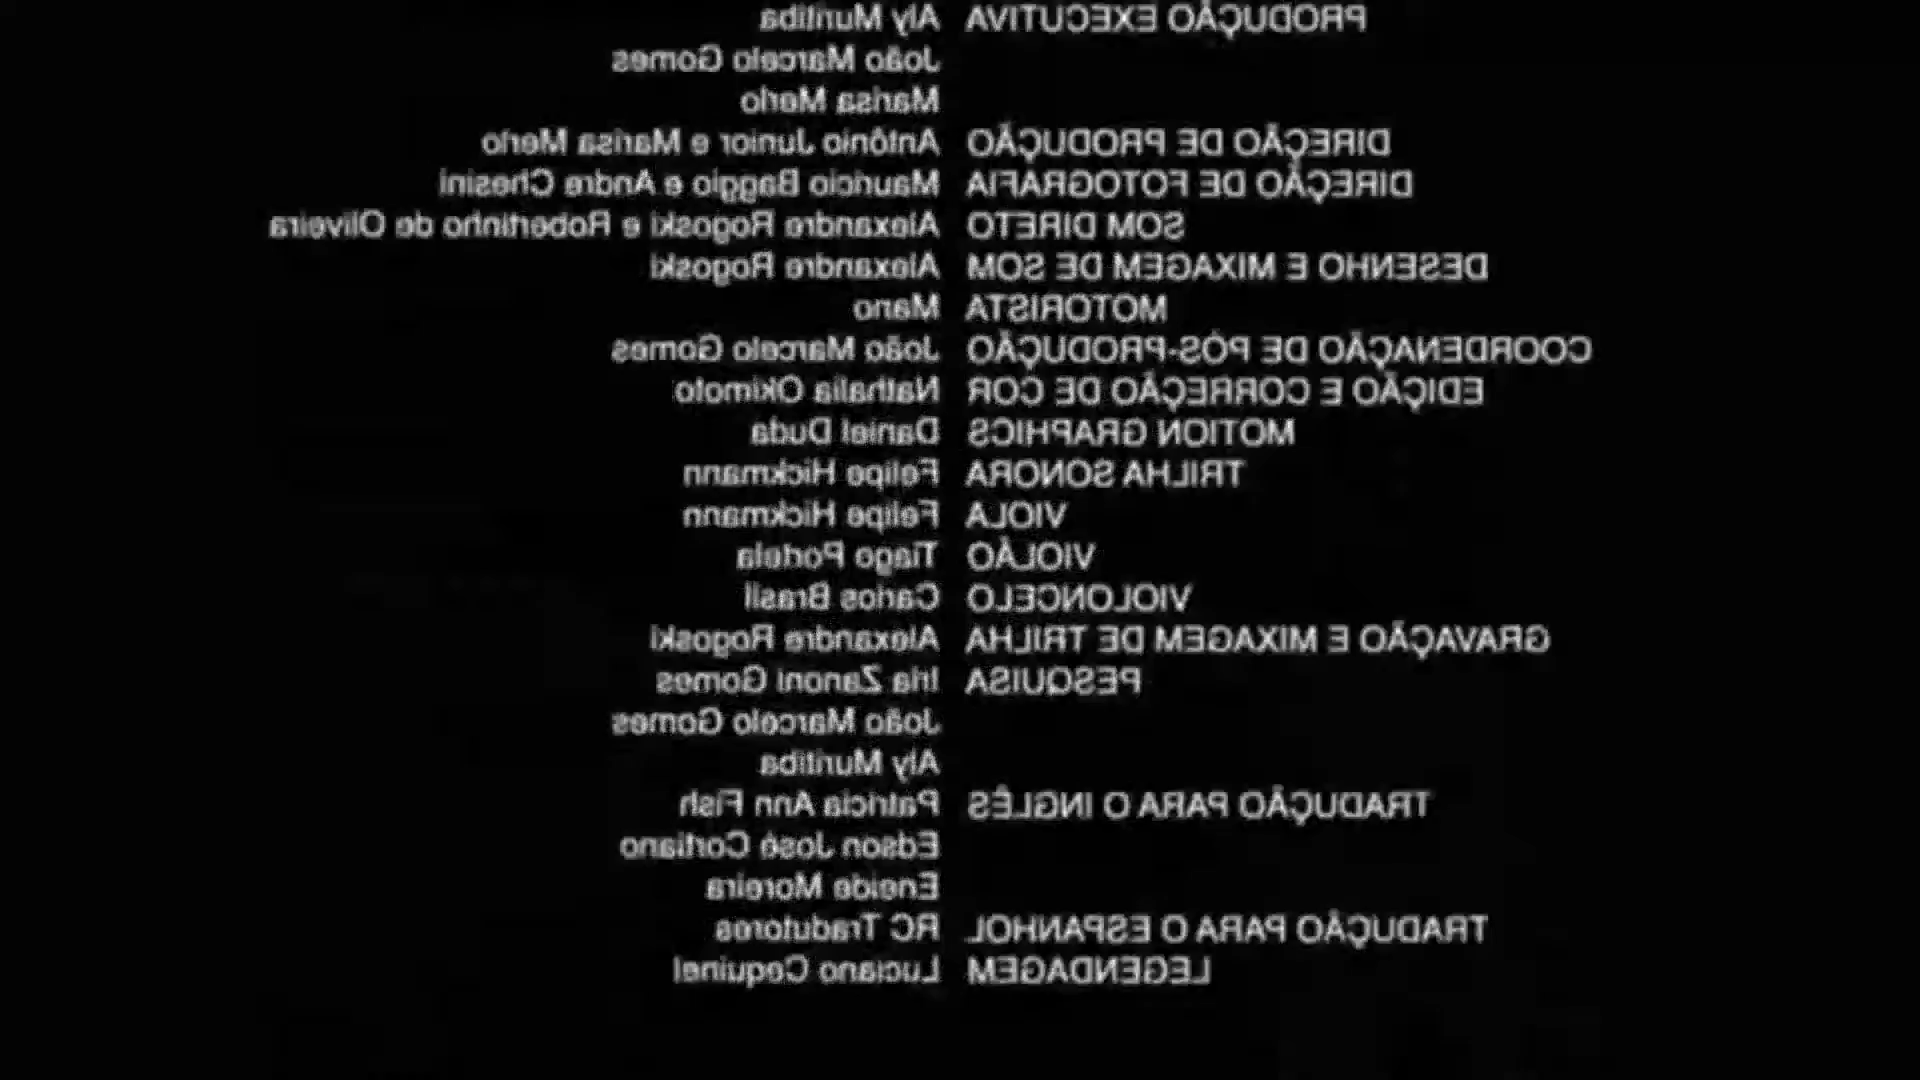 PRODUÇÃO EXECUTIVA Aly Muritiba
João Marcelo Gomes
Marisa Merlo
DIREÇÃO DE PRODUÇÃO Antônio Junior e Marisa Merlo
DIREÇÃO DE FOTOGRAFIA Mauricio Baggio e Andre Chesini
SOM DIRETO Alexandre Rogoski e Robertinho de Oliveira
DESENHO E MIXAGEM DE SOM Alexandre Rogoski
MOTORISTA Mano
COORDENAÇÃO DE PÓS-PRODUÇÃO João Marcelo Gomes
EDIÇÃO E CORREÇÃO DE COR Nathalia Okimoto
MOTION GRAPHICS Daniel Duda
TRILHA SONORA Felipe Hickmann
VIOLA Felipe Hickmann
VIOLÃO Tiago Portela
VIOLONCELO Carlos Brasil
GRAVAÇÃO E MIXAGEM DE TRILHA Alexandre Rogoski
PESQUISA Iria Zanoni Gomes
João Marcelo Gomes
Aly Muritiba
TRADUÇÃO PARA O INGLÊS Patricia Ann Fish
Edson José Cortiano
Eneide Moreira
TRADUÇÃO PARA O ESPANHOL RC Tradutores
LEGENDAGEM Luciano Coquinel